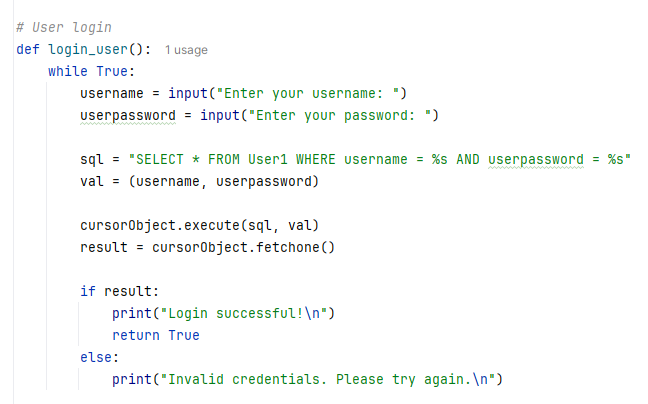 # User login
def login_user(): 1 usage
    while True:
        username = input("Enter your username: ")
        userpassword = input("Enter your password: ")
        sql = "SELECT * FROM User1 WHERE username = %s AND userpassword = %s"
        val = (username, userpassword)
        cursorObject.execute(sql, val)
        result = cursorObject.fetchone()
        if result:
            print("Login successful!\n")
            return True
        else:
            print("Invalid credentials. Please try again.\n")